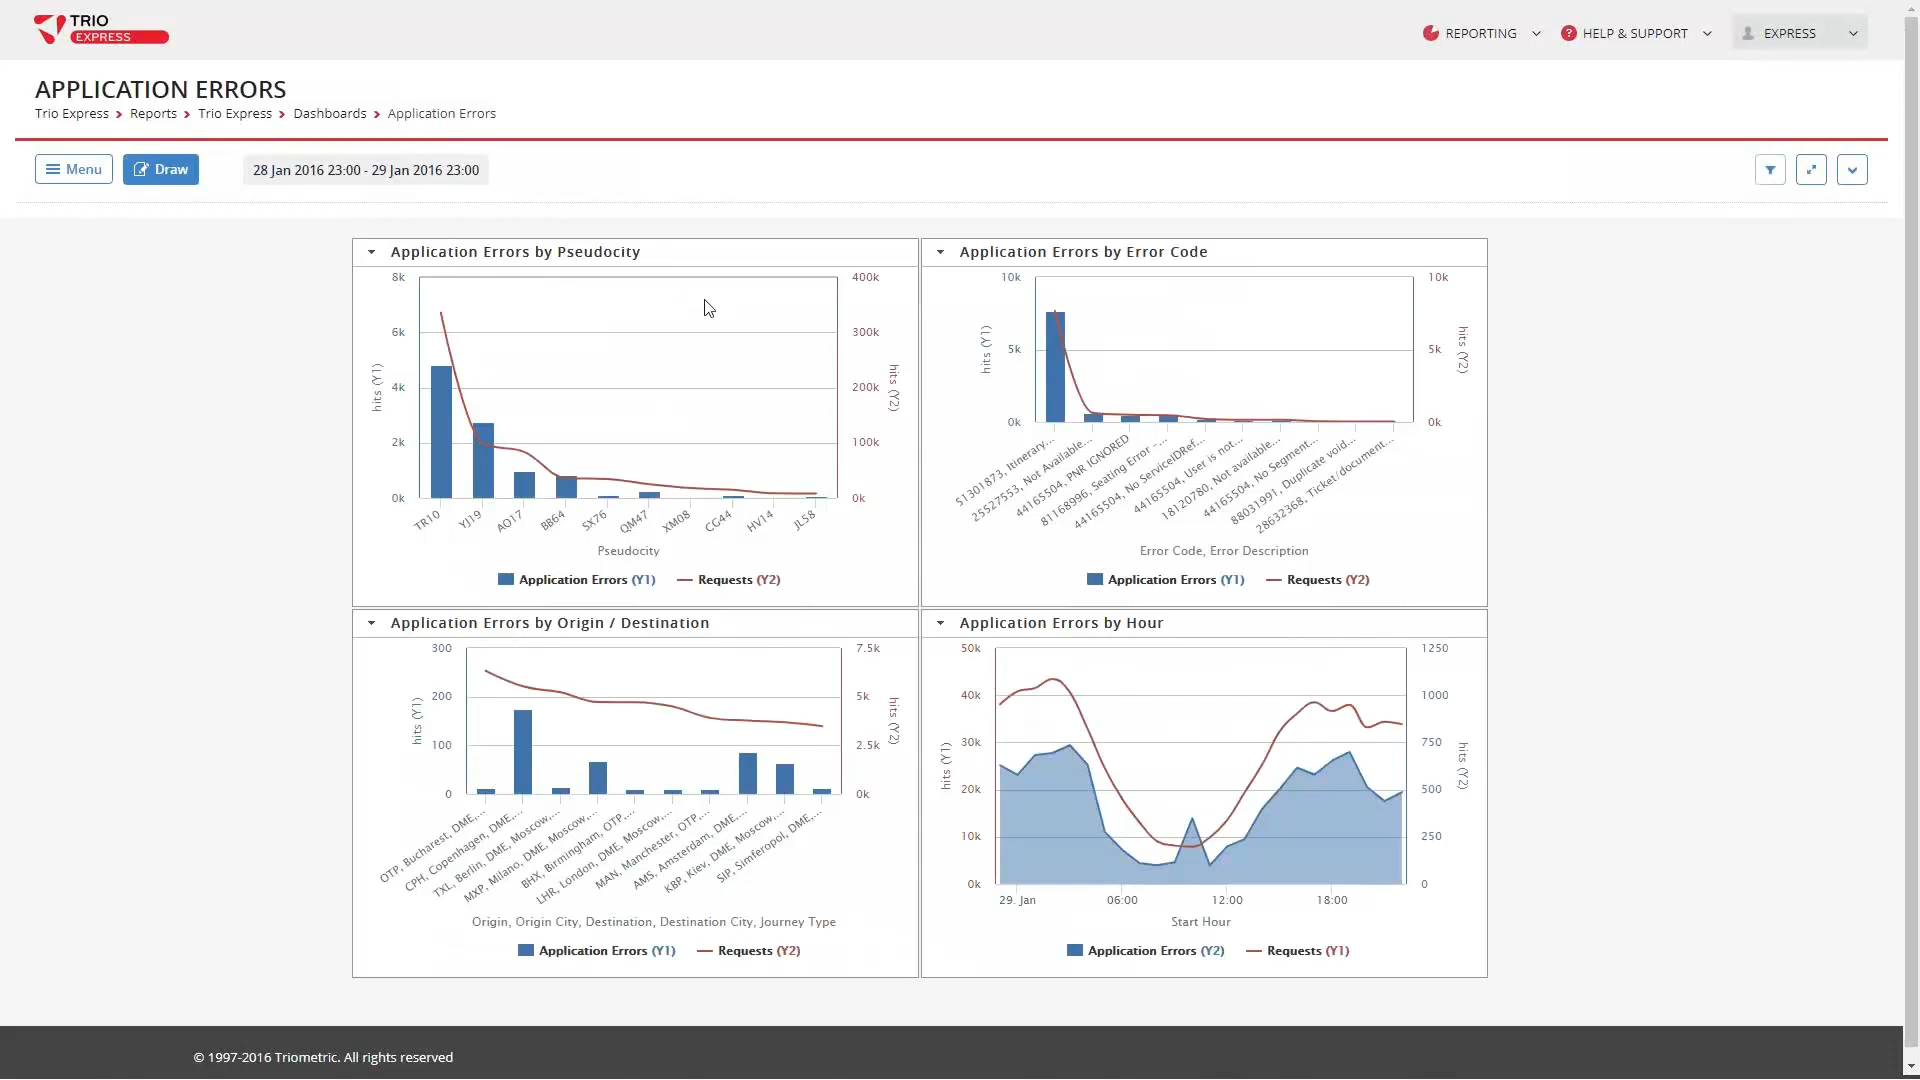 TRIO
EXPRESS
REPORTING
HELP & SUPPORT
EXPRESS
APPLICATION ERRORS
Trio Express > Reports > Trio Express > Dashboards > Application Errors
Menu
Draw
28 Jan 2016 23:00 - 29 Jan 2016 23:00
Application Errors by Pseudocity
8k
6k
4k
2k
0k
hits (Y1)
400k
300k
200k
100k
0k
hits (Y2)
TR10
YJ19
AO17
BB64
SX76
QM47
XM08
CG44
HV14
JL58
Pseudocity
Application Errors (Y1)
Requests (Y2)
Application Errors by Error Code
10k
5k
0k
hits (Y1)
10k
5k
0k
hits (Y2)
51301873, Itinerary...
25527553, Not Available...
44165504, PNR IGNORED
81168996, Seating Error -...
44165504, No ServiceIDRef...
44165504, User is not...
18120780, Not available...
44165504, No Segment...
88031991, Duplicate void...
28632368, Ticket/document...
Error Code, Error Description
Application Errors (Y1)
Requests (Y2)
Application Errors by Origin / Destination
300
200
100
0
hits (Y1)
7.5k
5k
2.5k
0k
hits (Y2)
OTP, Bucharest, DME,...
CPH, Copenhagen, DME,...
TXL, Berlin, DME, Moscow,...
MXP, Milano, DME, Moscow,...
BHX, Birmingham, OTP,...
LHR, London, DME, Moscow,...
MAN, Manchester, OTP,...
AMS, Amsterdam, DME,...
KBP, Kiev, DME, Moscow,...
SIP, Simferopol, DME,...
Origin, Origin City, Destination, Destination City, Journey Type
Application Errors (Y1)
Requests (Y2)
Application Errors by Hour
50k
40k
30k
20k
10k
0k
hits (Y1)
1250
1000
750
500
250
0
hits (Y2)
29. Jan
06:00
12:00
18:00
Start Hour
Application Errors (Y2)
Requests (Y1)
© 1997-2016 Triometric. All rights reserved